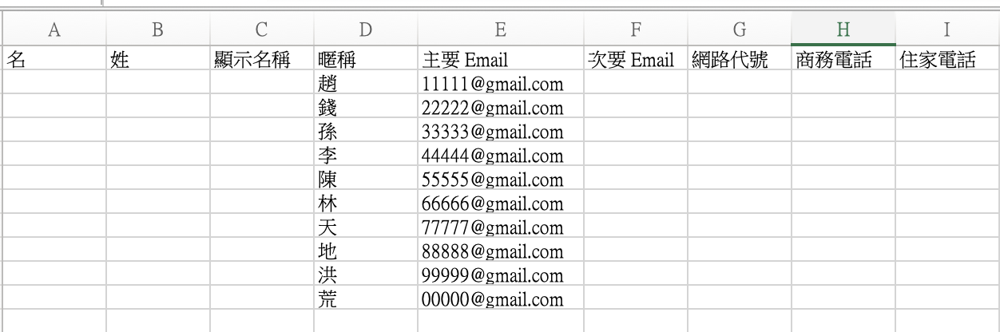 A B C D E F G H I
名 姓 顯示名稱 暱稱 主要 Email 次要 Email 網路代號 商務電話 住家電話
趙 11111@gmail.com
錢 22222@gmail.com
孫 33333@gmail.com
李 44444@gmail.com
陳 55555@gmail.com
林 66666@gmail.com
天 77777@gmail.com
地 88888@gmail.com
洪 99999@gmail.com
荒 00000@gmail.com